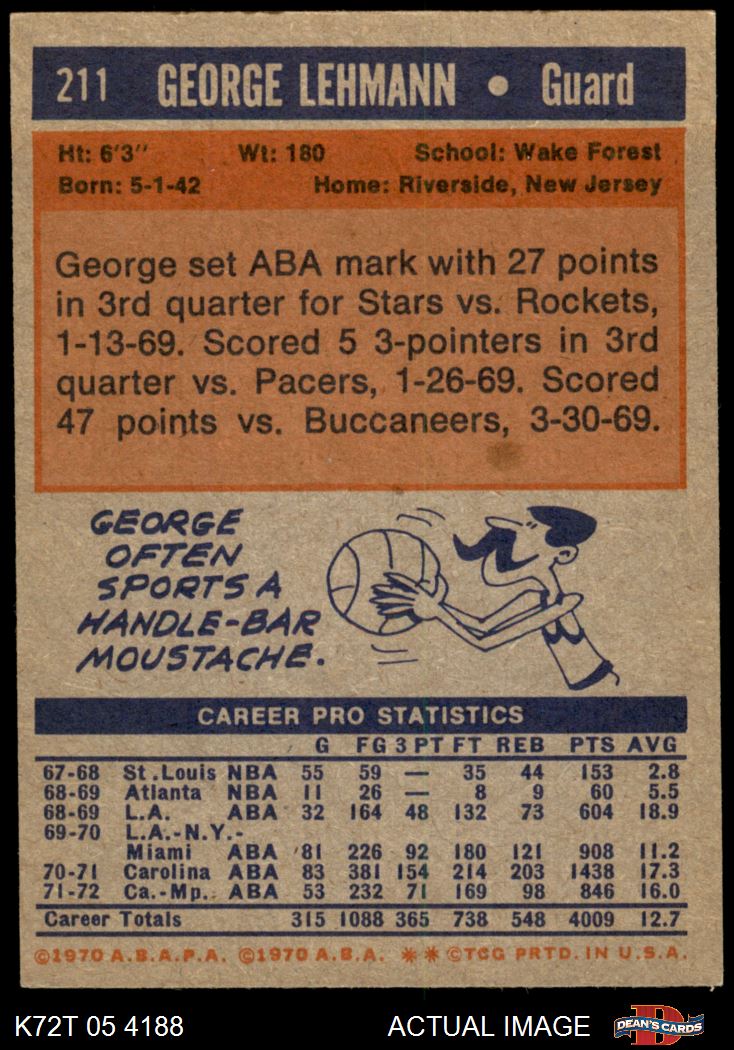 211 GEORGE LEHMANN • Guard
Ht: 6'3" Wt: 180 School: Wake Forest
Born: 5-1-42 Home: Riverside, New Jersey
George set ABA mark with 27 points
in 3rd quarter for Stars vs. Rockets,
1-13-69. Scored 5 3-pointers in 3rd
quarter vs. Pacers, 1-26-69. Scored
47 points vs. Buccaneers, 3-30-69.
GEORGE
OFTEN
SPORTS A
HANDLE-BAR
MOUSTACHE.
CAREER PRO STATISTICS
G FG 3 PT FT REB PTS AVG
67-68 St. Louis NBA 55 59 — 35 44 153 2.8
68-69 Atlanta NBA 11 26 — 8 9 60 5.5
68-69 L.A. ABA 32 164 48 132 73 604 18.9
69-70 L.A.-N.Y.-
Miami ABA 81 226 92 180 121 908 11.2
70-71 Carolina ABA 83 381 154 214 203 1438 17.3
71-72 Ca.-Mp. ABA 53 232 71 169 98 846 16.0
Career Totals 315 1088 365 738 548 4009 12.7
©1970 A.B.A.P.A. ©1970 A.B.A. ** ©TCG PRTD. IN U.S.A.
K72T 05 4188 ACTUAL IMAGE D DEAN'S CARDS